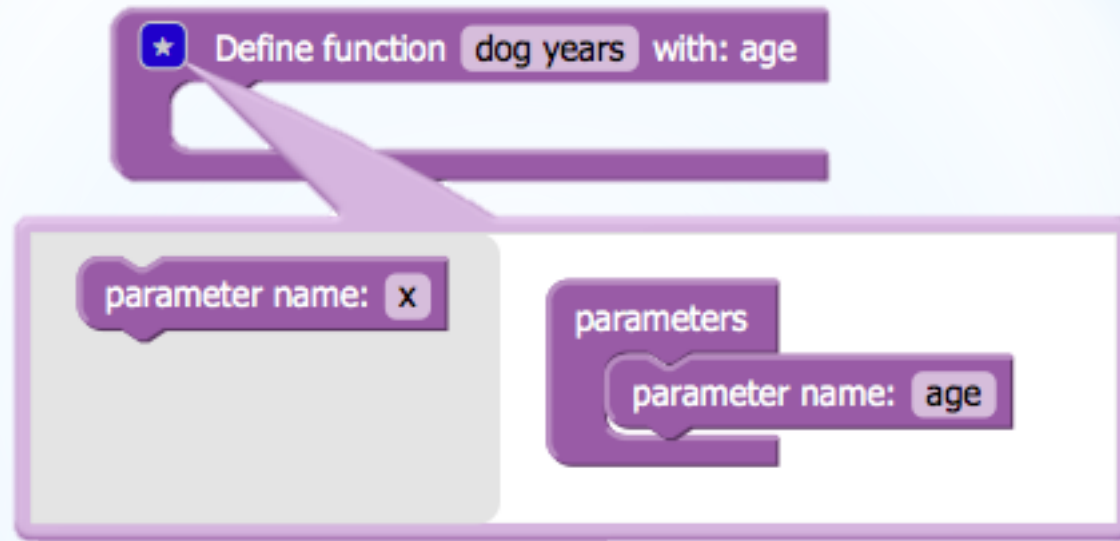 Define function dog years with: age
parameter name: x
parameters
parameter name: age